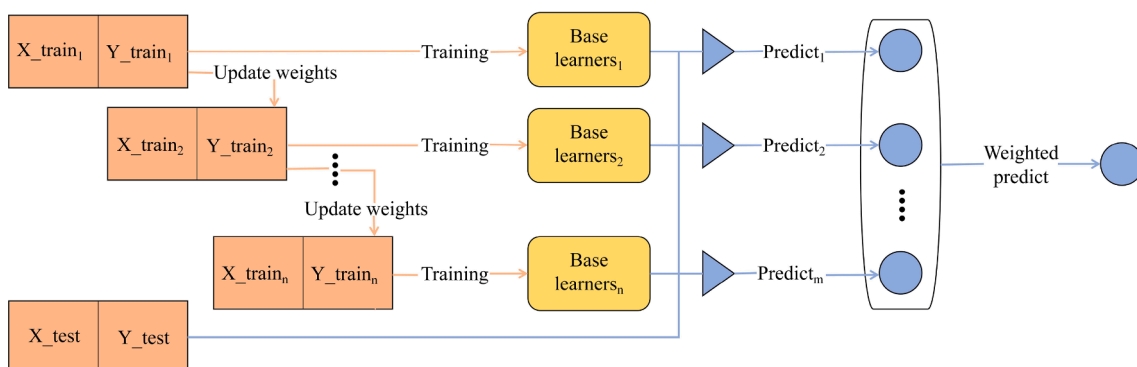 X_train₁ Y_train₁ Training Base learners₁ Predict₁
Update weights
X_train₂ Y_train₂ Training Base learners₂ Predict₂
Weighted predict
Update weights
X_trainₙ Y_trainₙ Training Base learnersₙ Predictₘ
X_test Y_test